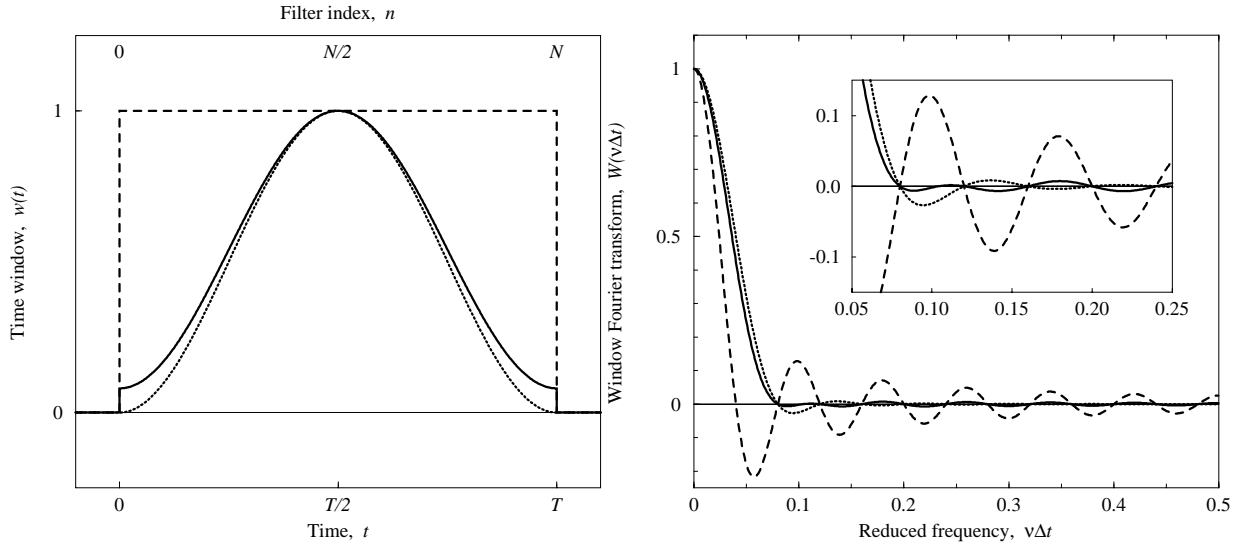 Filter index, n
0 N/2 N
1
0
Time window, w(t)
0 T/2 T
Time, t
Window Fourier transform, W(νΔt)
1
0.5
0
0 0.1 0.2 0.3 0.4 0.5
Reduced frequency, νΔt
0.1
0.0
-0.1
0.05 0.10 0.15 0.20 0.25